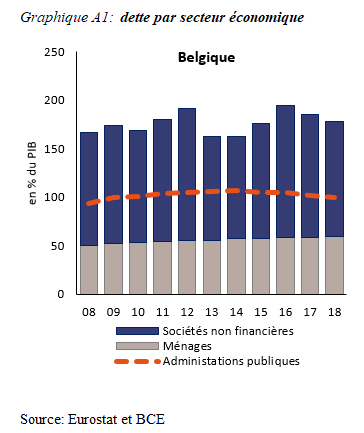 Graphique A1: dette par secteur économique
Belgique
en % du PIB
250
200
150
100
50
0
08 09 10 11 12 13 14 15 16 17 18
Sociétés non financières
Ménages
Administations publiques
Source: Eurostat et BCE